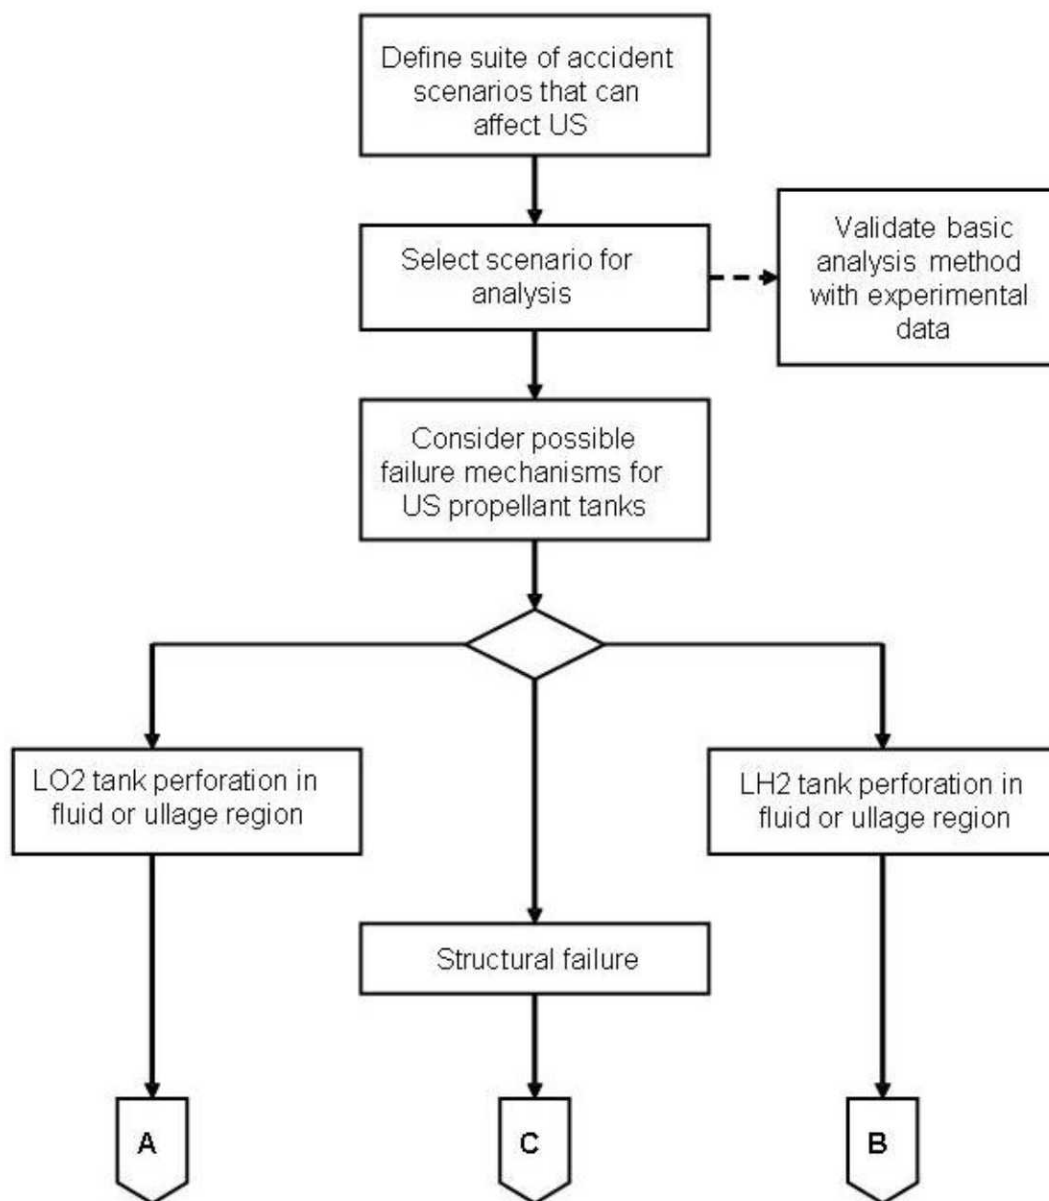 Define suite of accident
scenarios that can
affect US
Select scenario for
analysis
Validate basic
analysis method
with experimental
data
Consider possible
failure mechanisms for
US propellant tanks
LO2 tank perforation in
fluid or ullage region
LH2 tank perforation in
fluid or ullage region
Structural failure
A
C
B